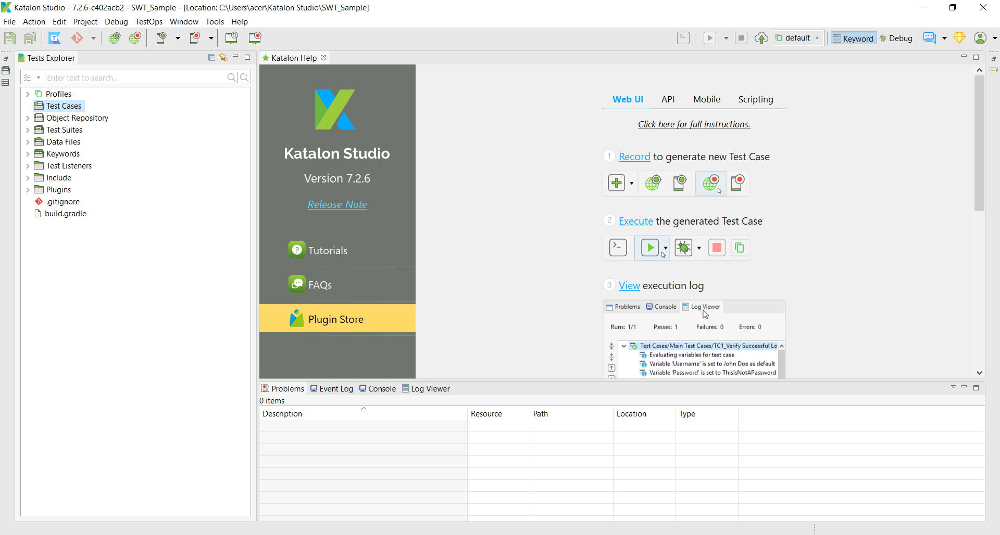 Katalon Studio - 7.2.6-c402acb2 - SWT_Sample - [Location: C:\Users\acer\Katalon Studio\SWT_Sample]
File Action Edit Project Debug TestOps Window Tools Help
default Keyword Debug
Tests Explorer
Enter text to search...
Profiles
Test Cases
Object Repository
Test Suites
Data Files
Keywords
Test Listeners
Include
Plugins
.gitignore
build.gradle
Katalon Help
Katalon Studio
Version 7.2.6
Release Note
Tutorials
FAQs
Plugin Store
Web UI API Mobile Scripting
Click here for full instructions.
1 Record to generate new Test Case
2 Execute the generated Test Case
3 View execution log
Problems Console Log Viewer
Runs: 1/1 Passes: 1 Failures: 0 Errors: 0
Test Cases/Main Test Cases/TC1_Verify Successful Lo
Evaluating variables for test case
Variable 'Username' is set to John Doe as default
Variable 'Password' is set to ThisIsNotAPassword
Problems Event Log Console Log Viewer
0 items
Description Resource Path Location Type